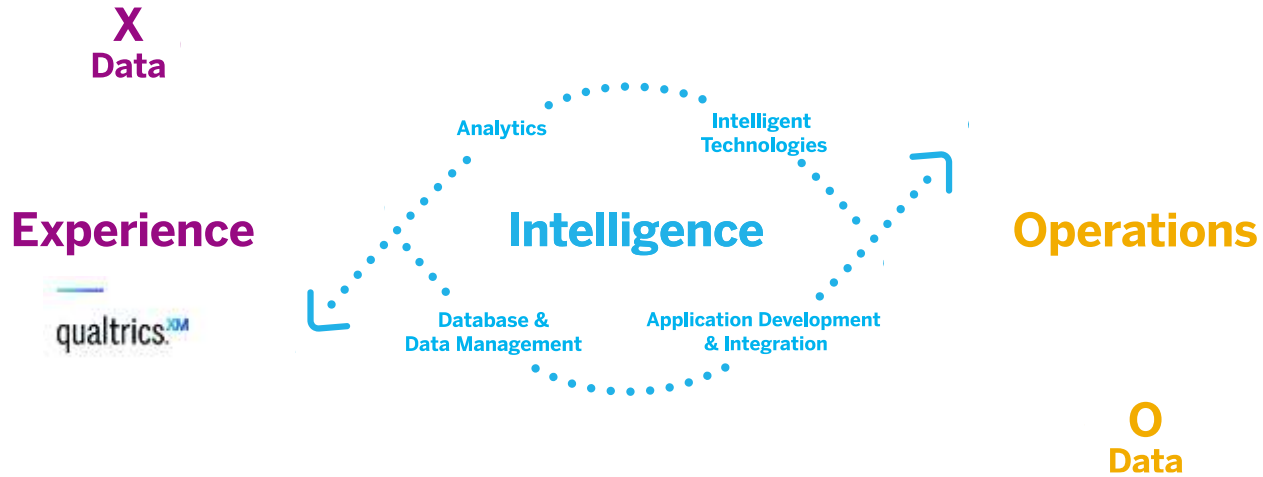 X
Data
Analytics
Intelligent
Technologies
Experience
Intelligence
Operations
qualtrics.XM
Database &
Data Management
Application Development
& Integration
O
Data